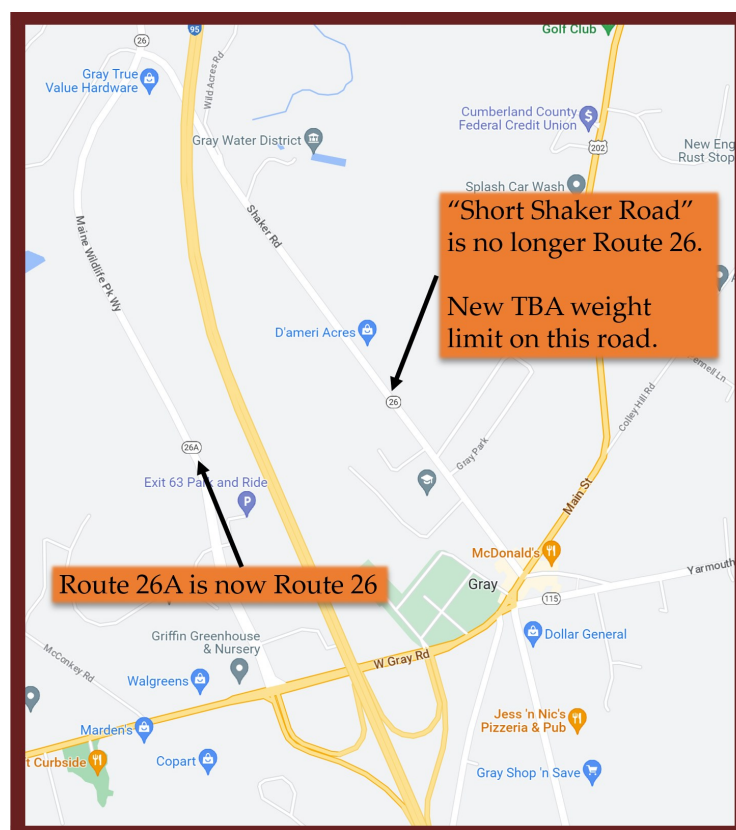 Golf Club
26
95
Gray True
Value Hardware
Wild Acres Rd
Cumberland County
Federal Credit Union
Gray Water District
202
New Eng
Rust Stop
Splash Car Wash
Shaker Rd
Maine Wildlife Pk Wy
“Short Shaker Road”
is no longer Route 26.
New TBA weight
limit on this road.
D'ameri Acres
26
Colley Hill Rd
26A
Gray Park
Exit 63 Park and Ride
P
Main St
McDonald's
Yarmouth
Route 26A is now Route 26
Gray
115
Griffin Greenhouse
& Nursery
Dollar General
McConkey Rd
W Gray Rd
Walgreens
Jess 'n Nic's
Pizzeria & Pub
Marden's
t Curbside
Copart
Gray Shop 'n Save